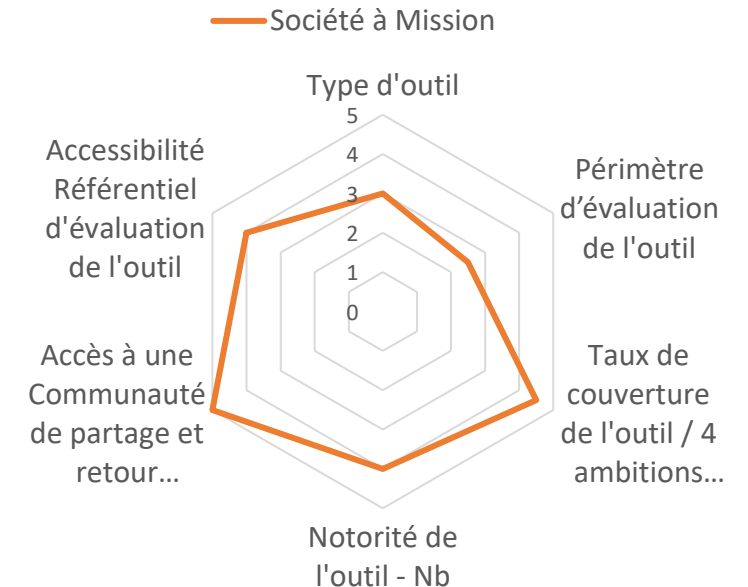 Société à Mission
Type d'outil
5
4
3
2
1
0
Périmètre
d’évaluation
de l'outil
Taux de
couverture
de l'outil / 4
ambitions…
Notorité de
l'outil - Nb
Accès à une
Communauté
de partage et
retour…
Accessibilité
Référentiel
d'évaluation
de l'outil